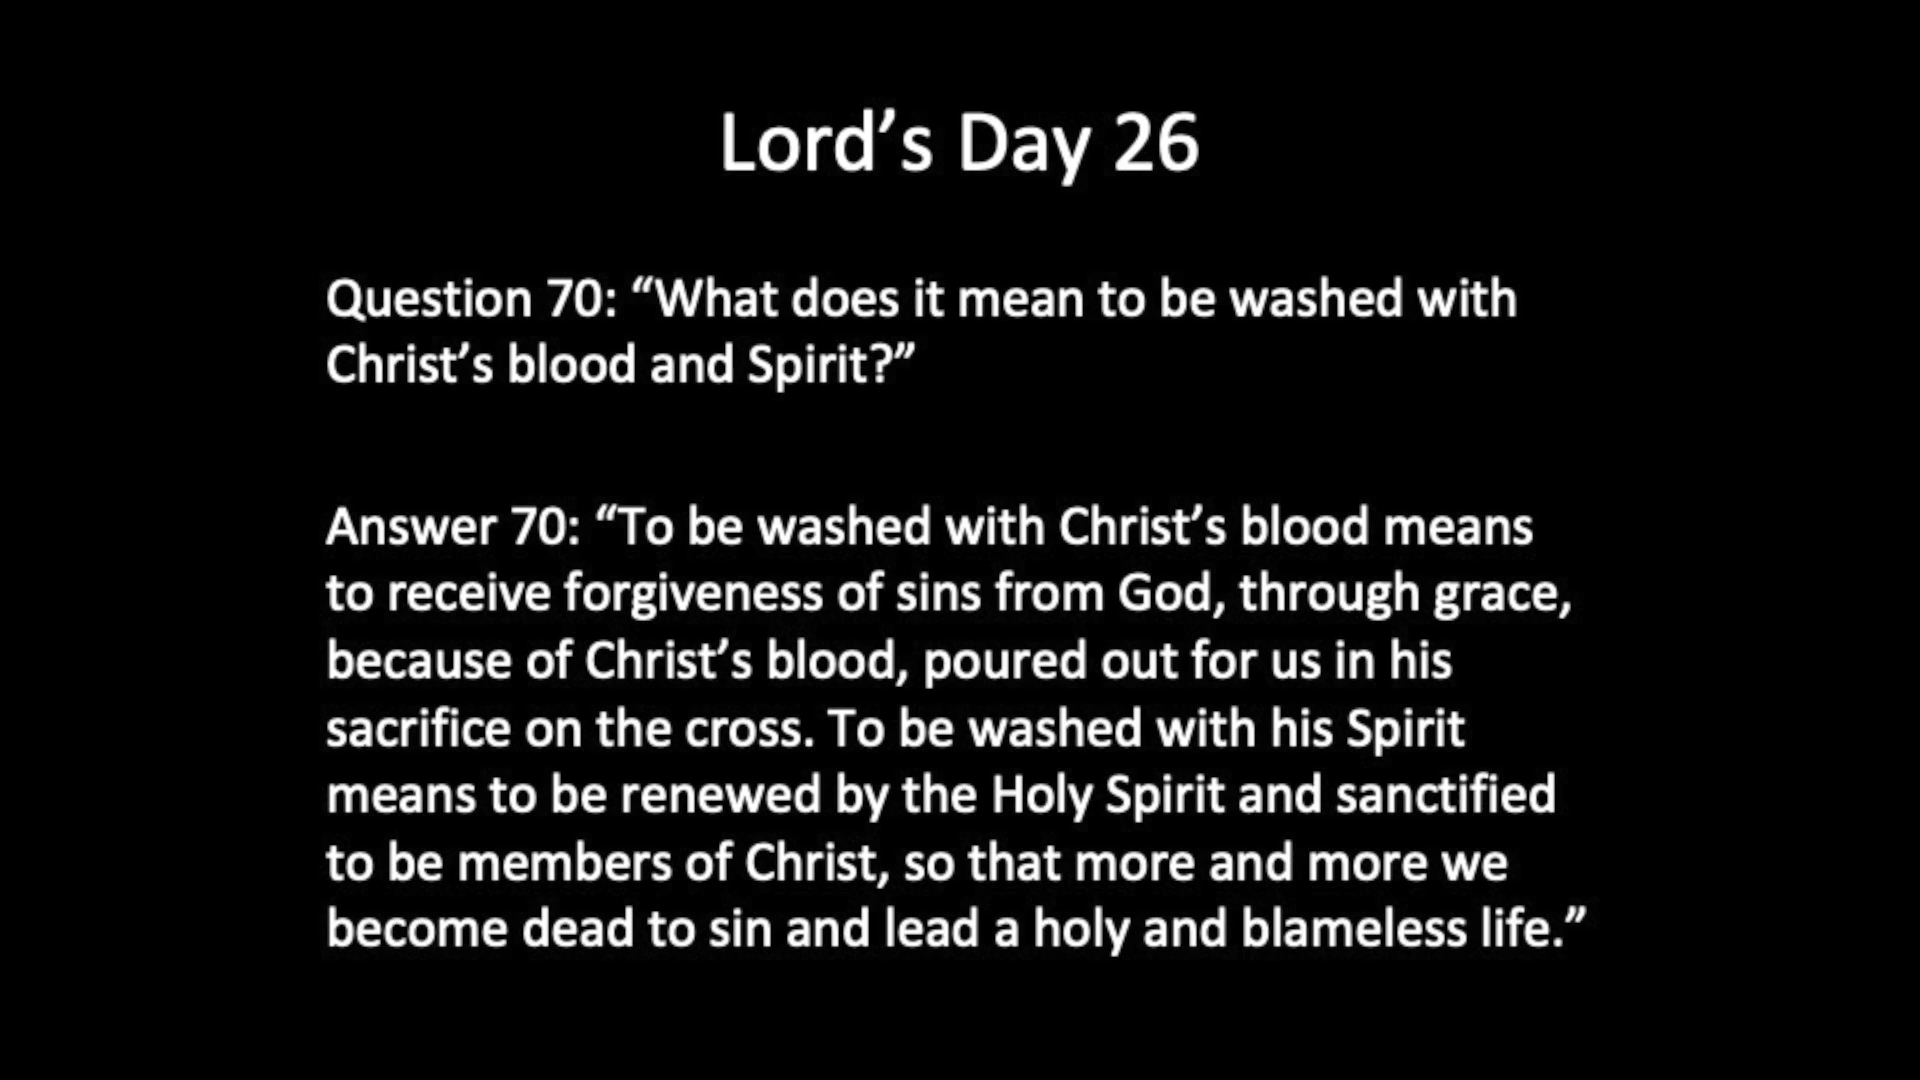 Lord’s Day 26
Question 70: “What does it mean to be washed with
Christ’s blood and Spirit?”
Answer 70: “To be washed with Christ’s blood means
to receive forgiveness of sins from God, through grace,
because of Christ’s blood, poured out for us in his
sacrifice on the cross. To be washed with his Spirit
means to be renewed by the Holy Spirit and sanctified
to be members of Christ, so that more and more we
become dead to sin and lead a holy and blameless life.”